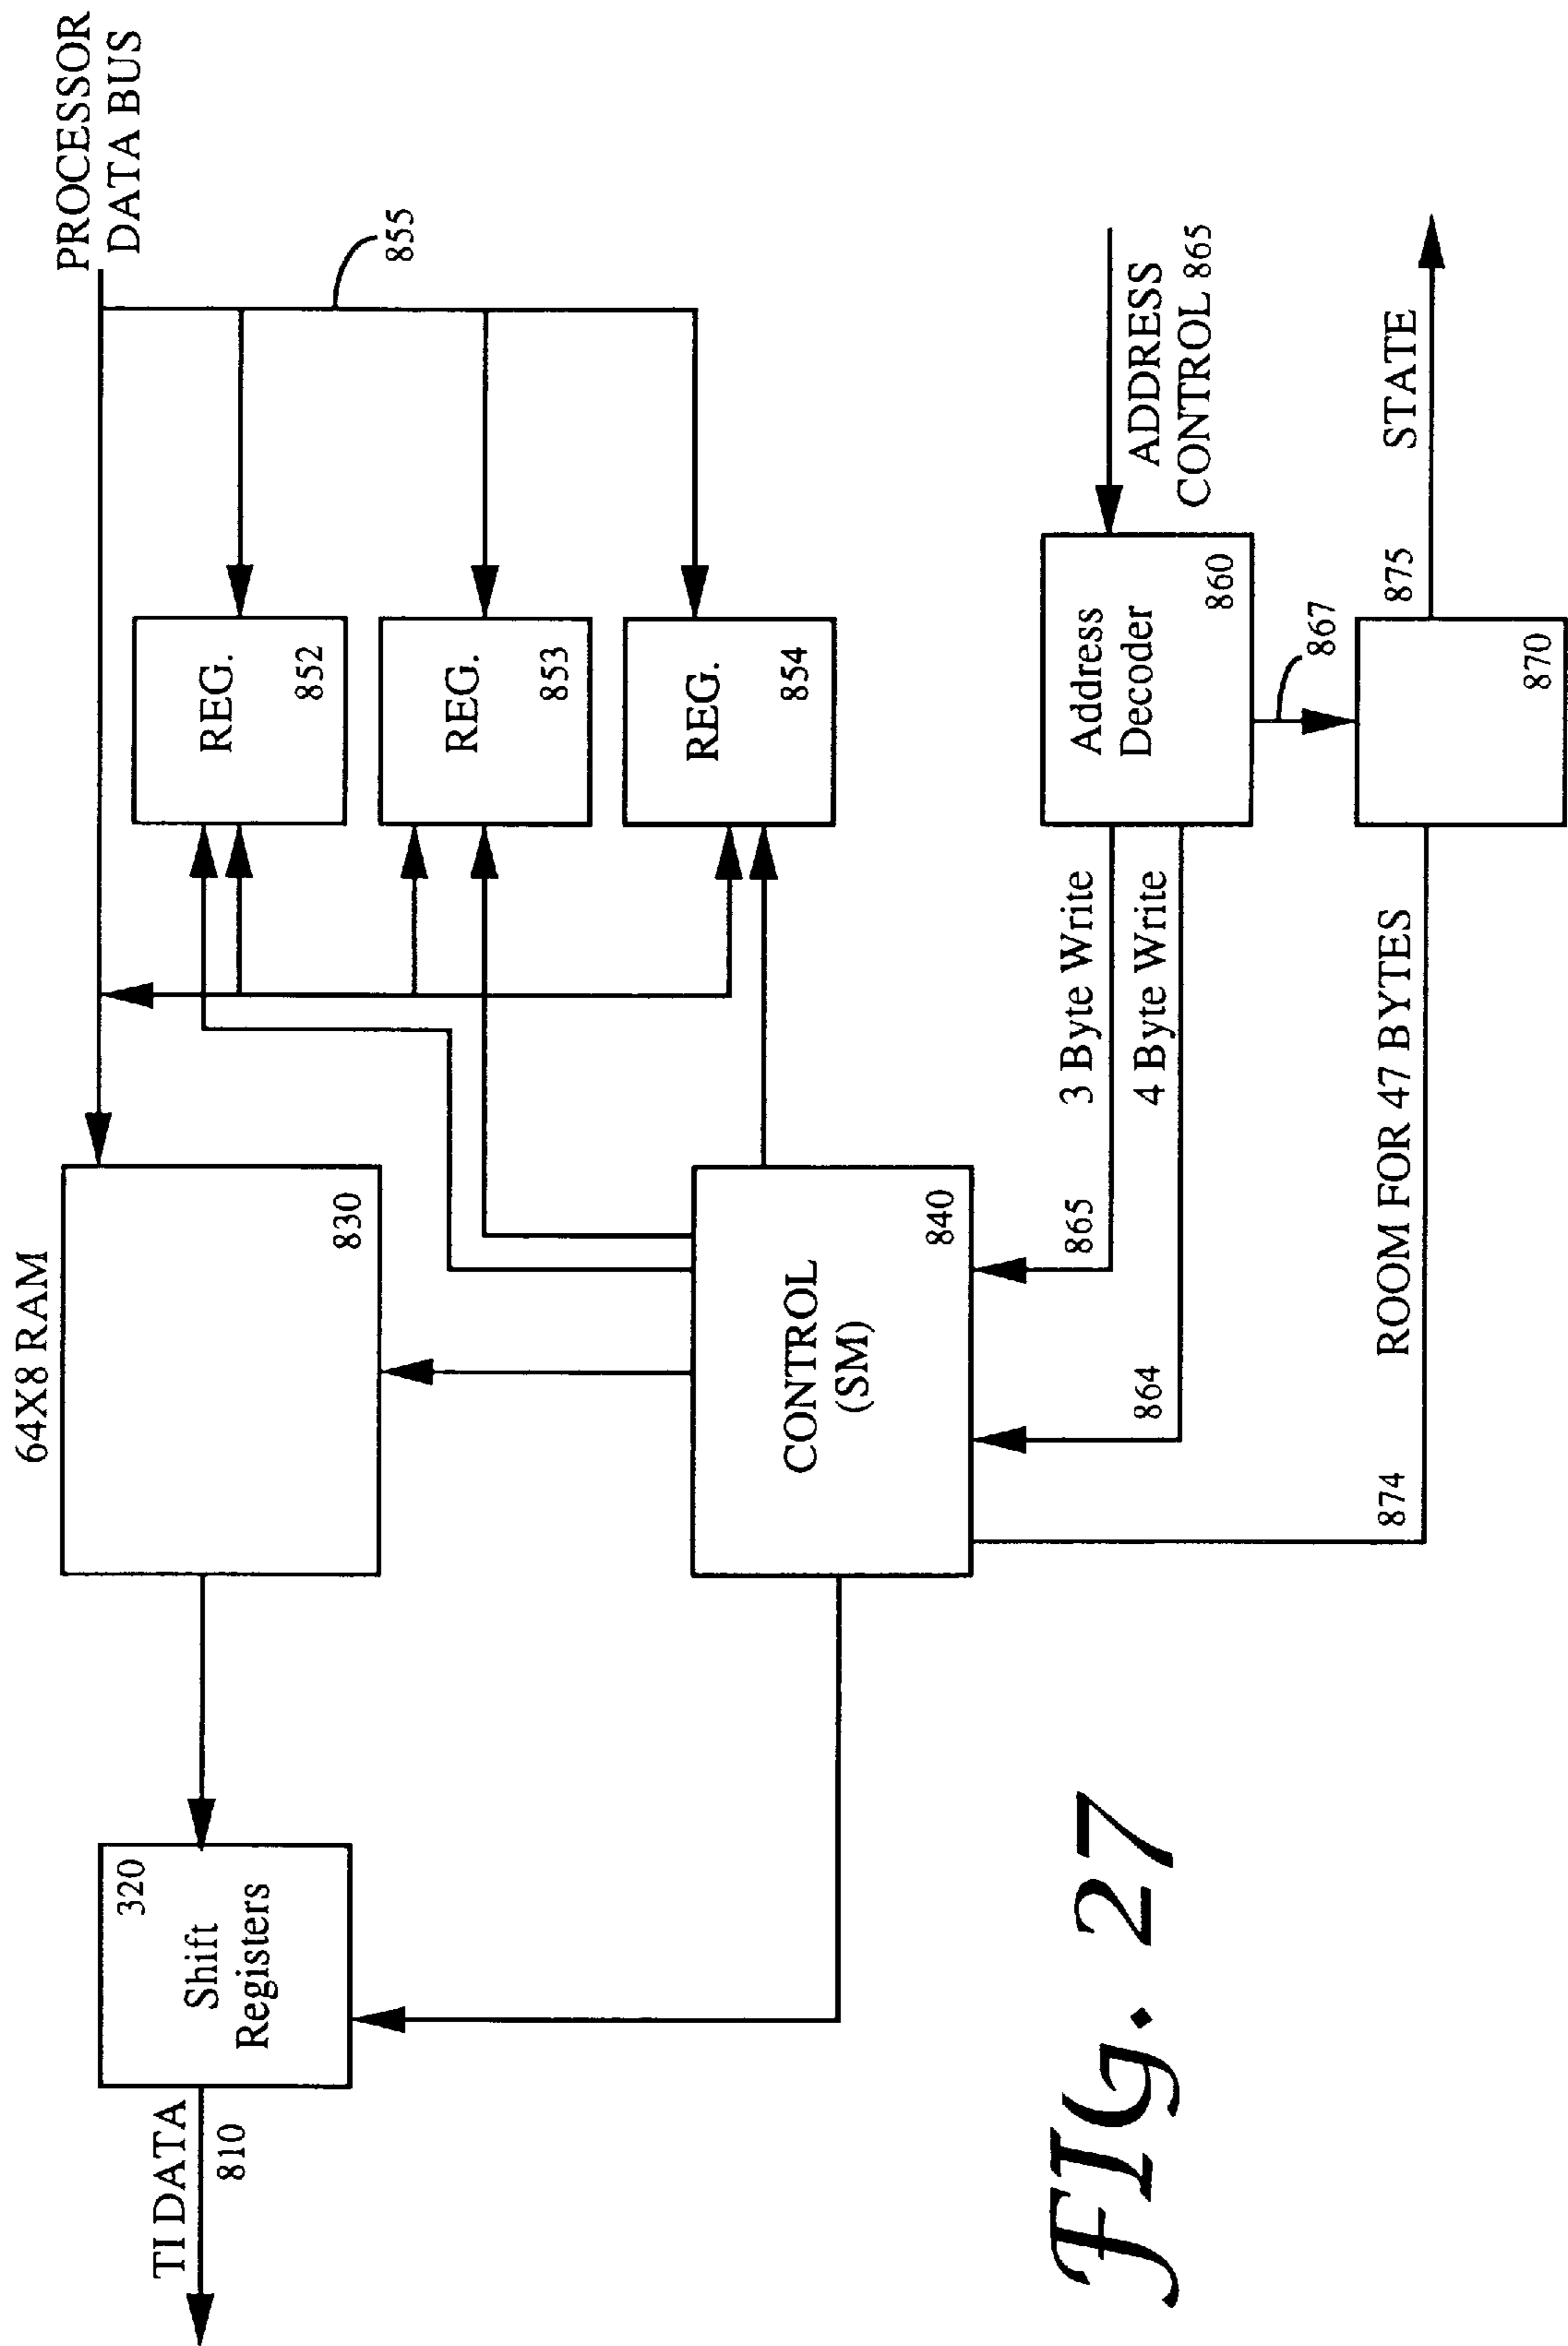 PROCESSOR
DATA BUS
64X8 RAM
830
TI DATA
810
320
Shift
Registers
REG.
852
REG.
853
REG.
854
855
CONTROL
(SM)
840
865
3 Byte Write
864
4 Byte Write
Address
Decoder
860
ADDRESS
CONTROL 865
867
874
ROOM FOR 47 BYTES
870
875
STATE
FIG. 27